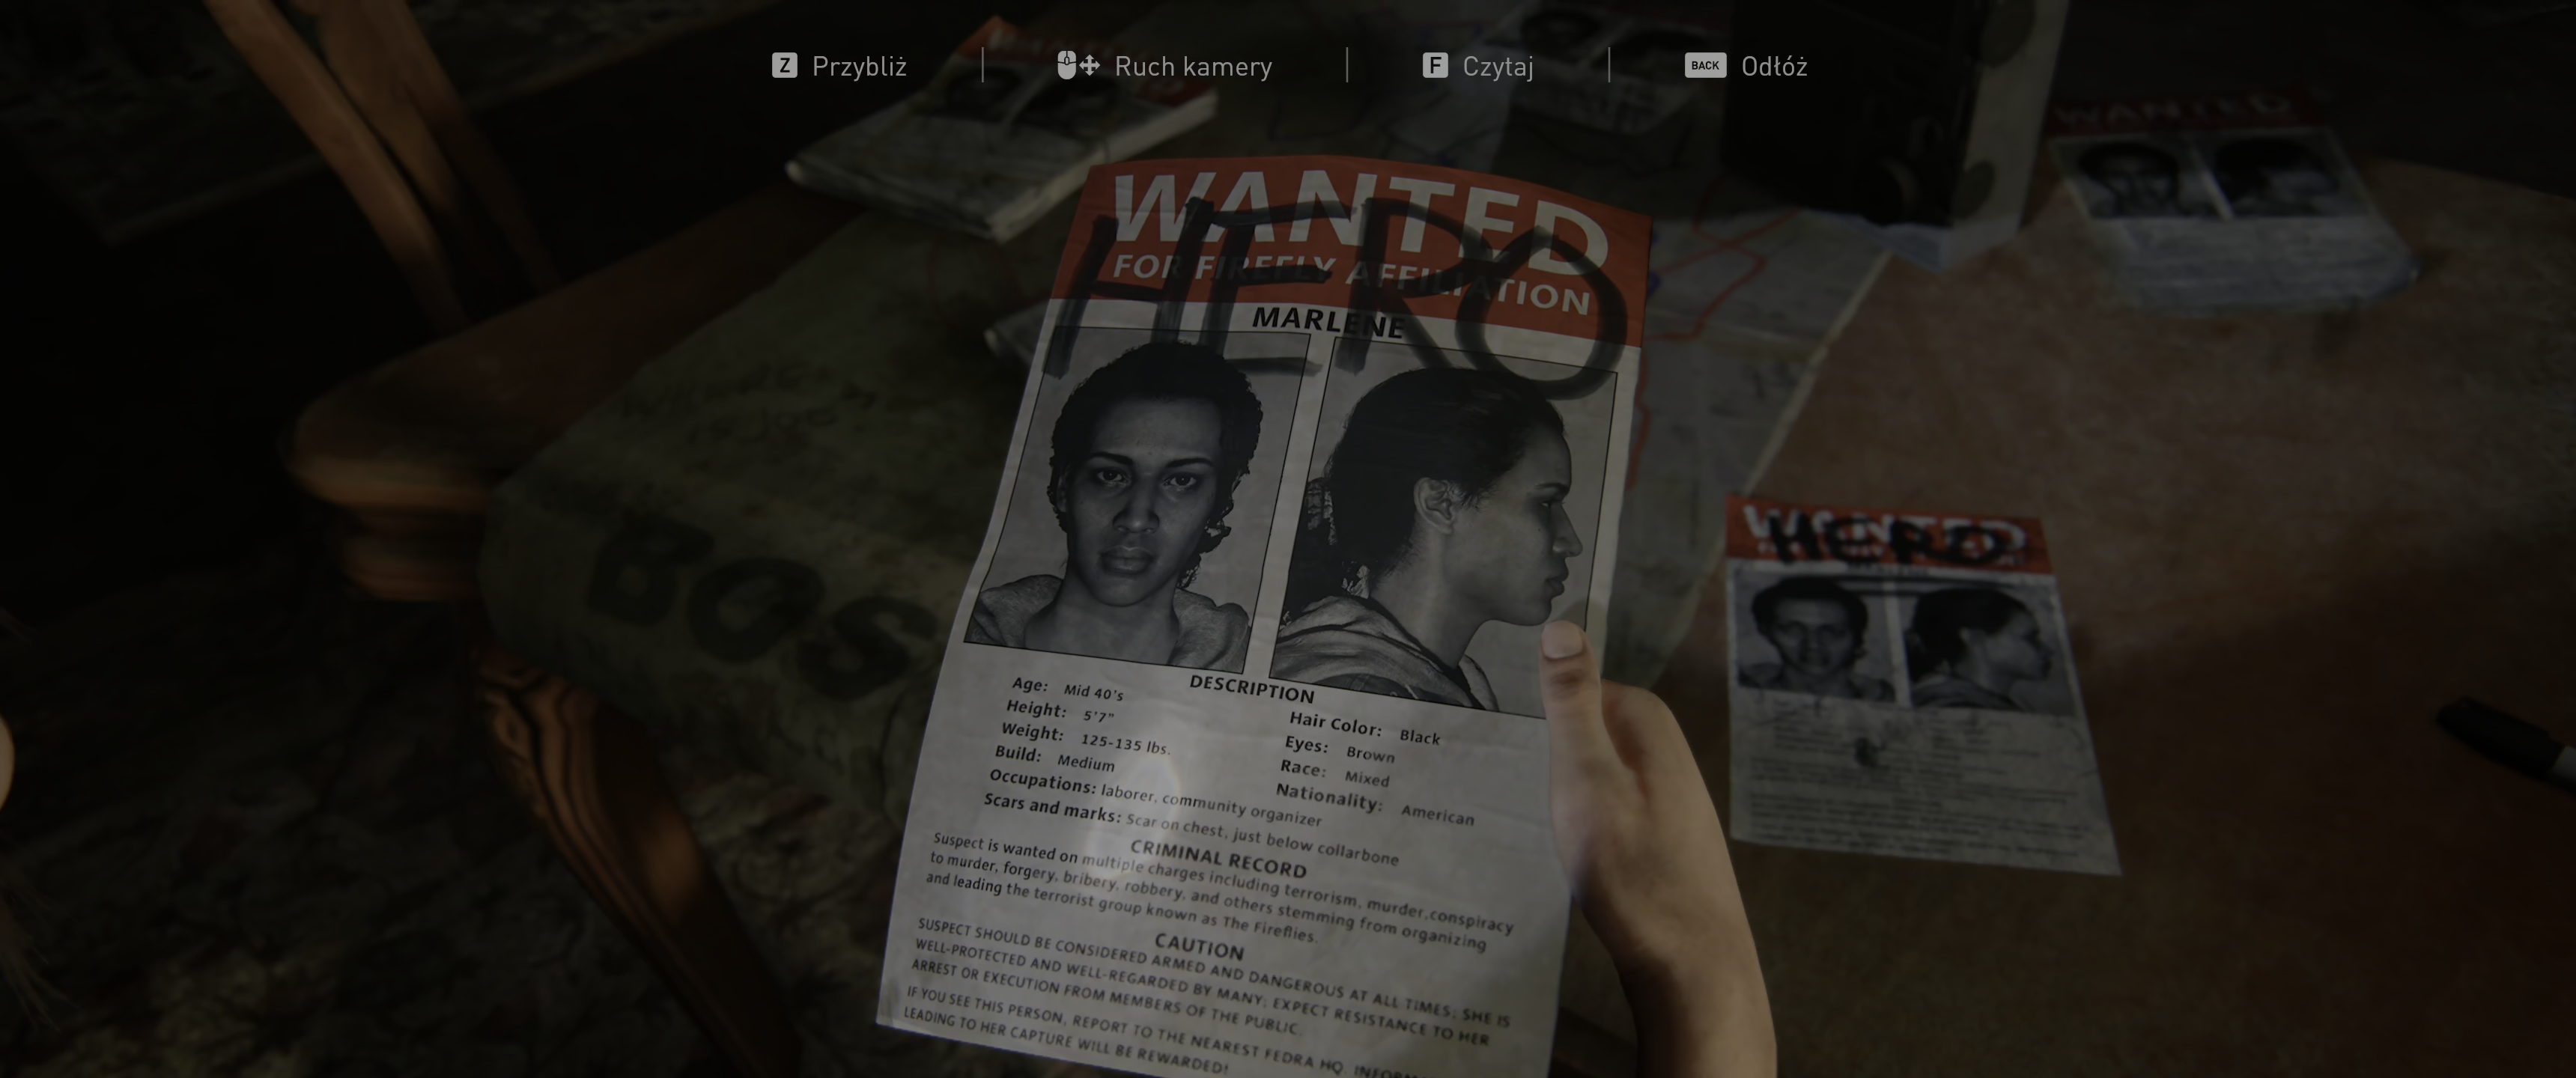 Z Przybliż
Ruch kamery
F Czytaj
BACK Odłóż
WANTED
WANTED
HERO
FOR FIREFLY AFFILIATION
MARLENE
BOS
WANTED
HERO
DESCRIPTION
Age: Mid 40's
Height: 5'7"
Weight: 125-135 lbs.
Build: Medium
Hair Color: Black
Eyes: Brown
Race: Mixed
Nationality: American
Occupations: laborer, community organizer
Scars and marks: Scar on chest, just below collarbone
CRIMINAL RECORD
Suspect is wanted on multiple charges including terrorism, murder,conspiracy
to murder, forgery, bribery, robbery, and others stemming from organizing
and leading the terrorist group known as The Fireflies.
CAUTION
SUSPECT SHOULD BE CONSIDERED ARMED AND DANGEROUS AT ALL TIMES; SHE IS
WELL-PROTECTED AND WELL-REGARDED BY MANY; EXPECT RESISTANCE TO HER
ARREST OR EXECUTION FROM MEMBERS OF THE PUBLIC.
IF YOU SEE THIS PERSON, REPORT TO THE NEAREST FEDRA HQ.
LEADING TO HER CAPTURE WILL BE REWARDED!